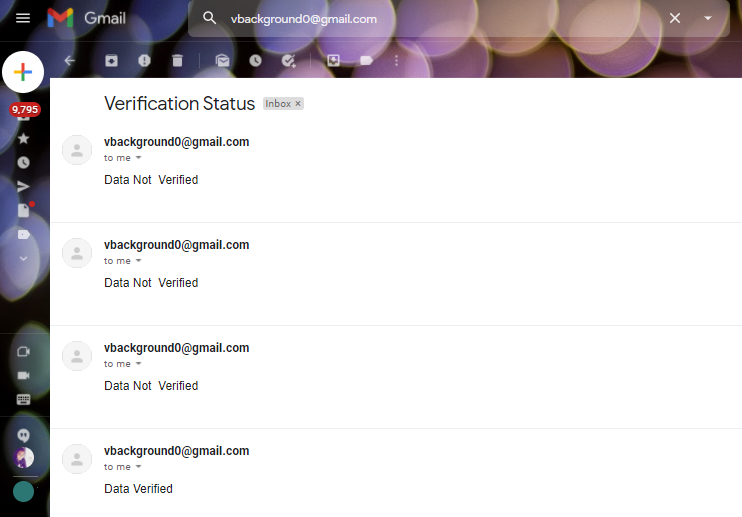 Gmail
vbackground0@gmail.com
9,795
Verification Status Inbox ×
vbackground0@gmail.com
to me
Data Not  Verified
vbackground0@gmail.com
to me
Data Not  Verified
vbackground0@gmail.com
to me
Data Not  Verified
vbackground0@gmail.com
to me
Data Verified